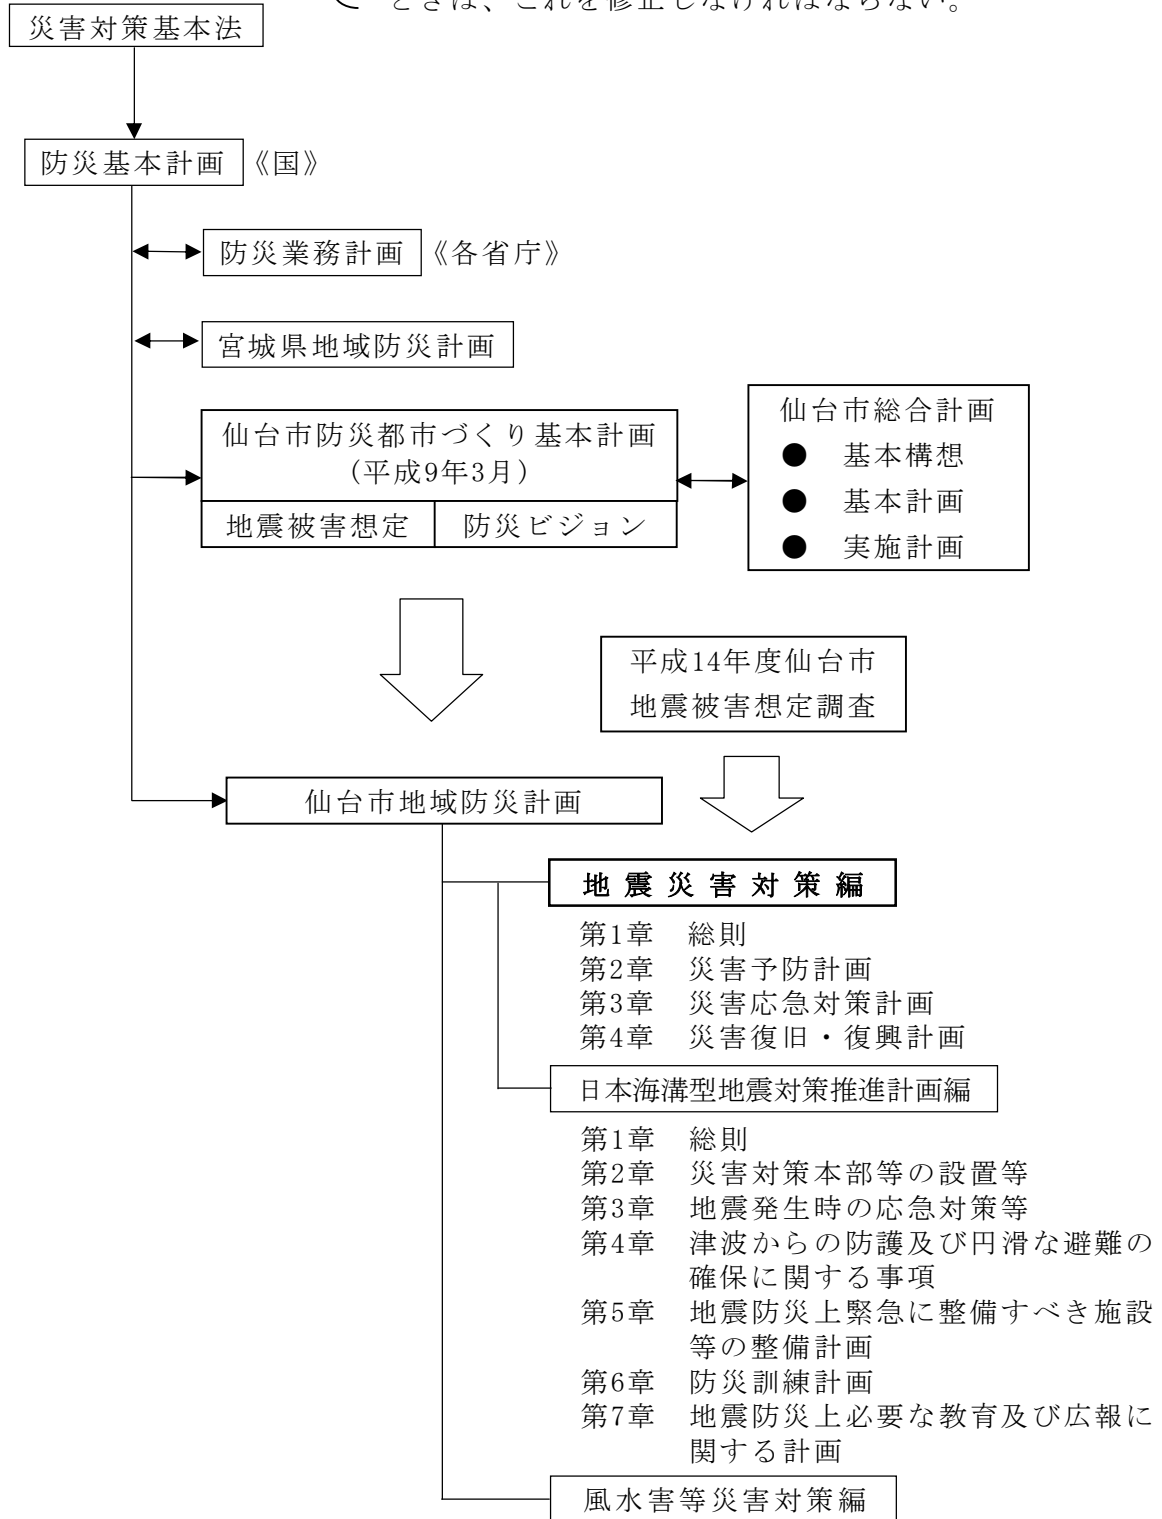 ときは、これを修正しなければならない。
災害対策基本法
防災基本計画《国》
防災業務計画《各省庁》
宮城県地域防災計画
仙台市防災都市づくり基本計画
(平成9年3月)
地震被害想定
防災ビジョン
仙台市総合計画
● 基本構想
● 基本計画
● 実施計画
平成14年度仙台市
地震被害想定調査
仙台市地域防災計画
地震災害対策編
第1章 総則
第2章 災害予防計画
第3章 災害応急対策計画
第4章 災害復旧・復興計画
日本海溝型地震対策推進計画編
第1章 総則
第2章 災害対策本部等の設置等
第3章 地震発生時の応急対策等
第4章 津波からの防護及び円滑な避難の
確保に関する事項
第5章 地震防災上緊急に整備すべき施設
等の整備計画
第6章 防災訓練計画
第7章 地震防災上必要な教育及び広報に
関する計画
風水害等災害対策編